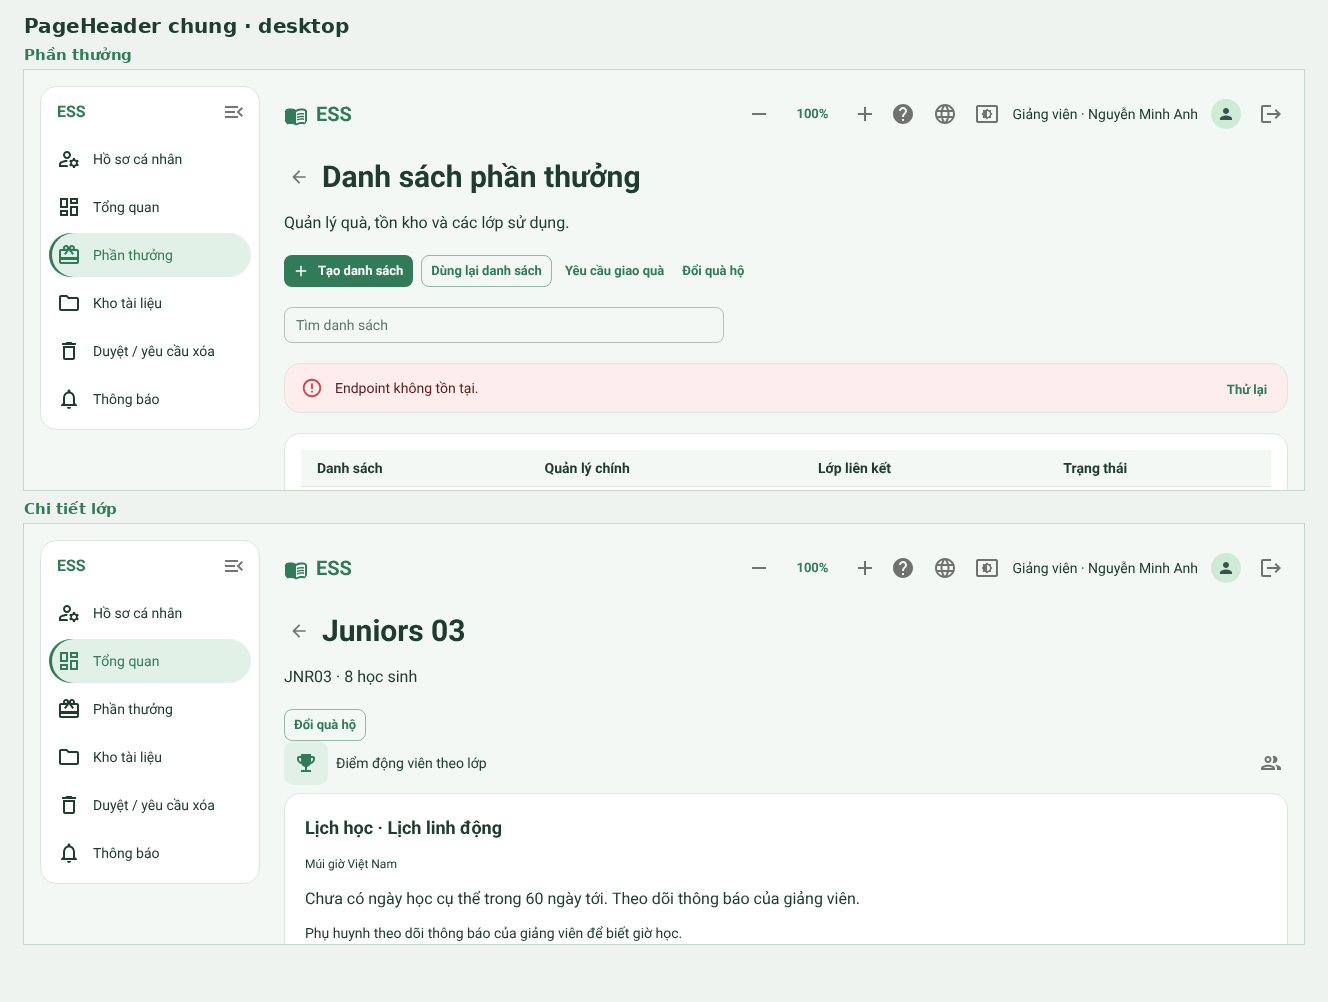 PageHeader chung · desktop
Phần thưởng
ESS
Hồ sơ cá nhân
Tổng quan
Phần thưởng
Kho tài liệu
Duyệt / yêu cầu xóa
Thông báo
ESS
100%
Giảng viên · Nguyễn Minh Anh
Danh sách phần thưởng
Quản lý quà, tồn kho và các lớp sử dụng.
Tạo danh sách
Dùng lại danh sách
Yêu cầu giao quà
Đổi quà hộ
Tìm danh sách
Endpoint không tồn tại.
Thử lại
Danh sách
Quản lý chính
Lớp liên kết
Trạng thái
Chi tiết lớp
ESS
Hồ sơ cá nhân
Tổng quan
Phần thưởng
Kho tài liệu
Duyệt / yêu cầu xóa
Thông báo
ESS
100%
Giảng viên · Nguyễn Minh Anh
Juniors 03
JNR03 · 8 học sinh
Đổi quà hộ
Điểm động viên theo lớp
Lịch học · Lịch linh động
Múi giờ Việt Nam
Chưa có ngày học cụ thể trong 60 ngày tới. Theo dõi thông báo của giảng viên.
Phụ huynh theo dõi thông báo của giảng viên để biết giờ học.